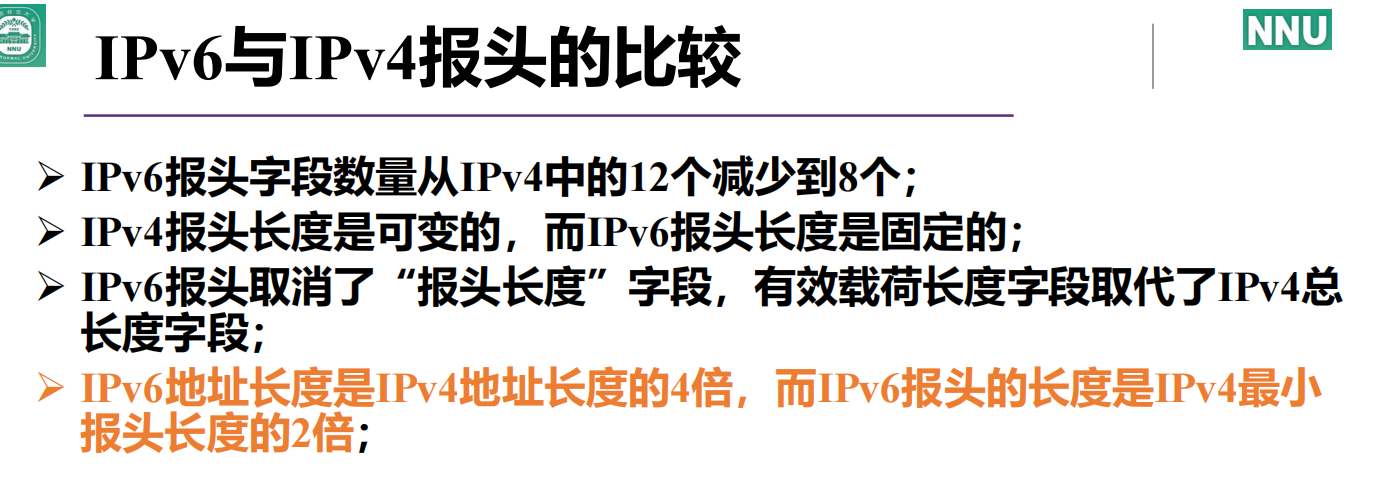 IPv6与IPv4报头的比较
NNU
NNU
➢ IPv6报头字段数量从IPv4中的12个减少到8个；
➢ IPv4报头长度是可变的，而IPv6报头长度是固定的；
➢ IPv6报头取消了“报头长度”字段，有效载荷长度字段取代了IPv4总
长度字段；
➢ IPv6地址长度是IPv4地址长度的4倍，而IPv6报头的长度是IPv4最小
报头长度的2倍；